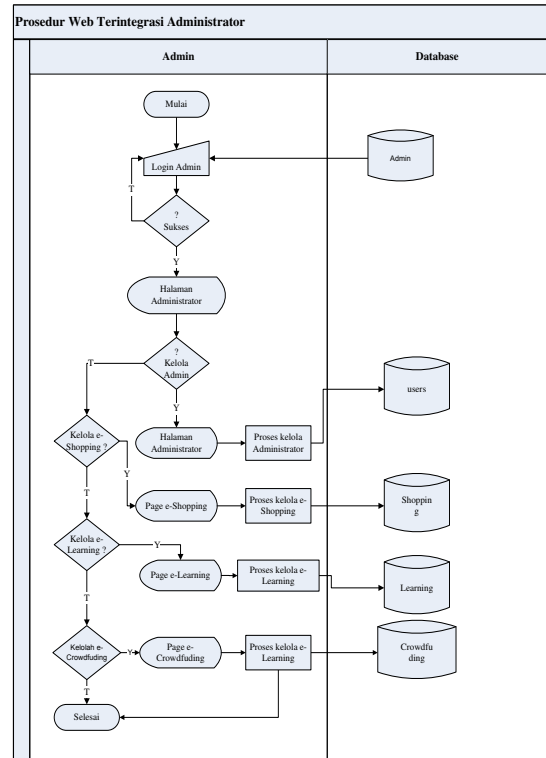 Prosedur Web Terintegrasi Administrator
Admin
Database
Mulai
Login Admin
Admin
T
?
Sukses
Y
Halaman
Administrator
?
Kelola
Admin
T
Y
users
Kelola e-
Shopping ?
Halaman
Administrator
Proses kelola
Administrator
Y
T
Page e-Shopping
Proses kelola e-
Shopping
Shoppin
g
Kelola e-
Learning ?
Y
Page e-Learning
Proses kelola e-
Learning
Learning
T
Kelolah e-
Crowdfuding
Y
Page e-
Crowdfuding
Proses kelola e-
Learning
Crowdfu
ding
T
Selesai